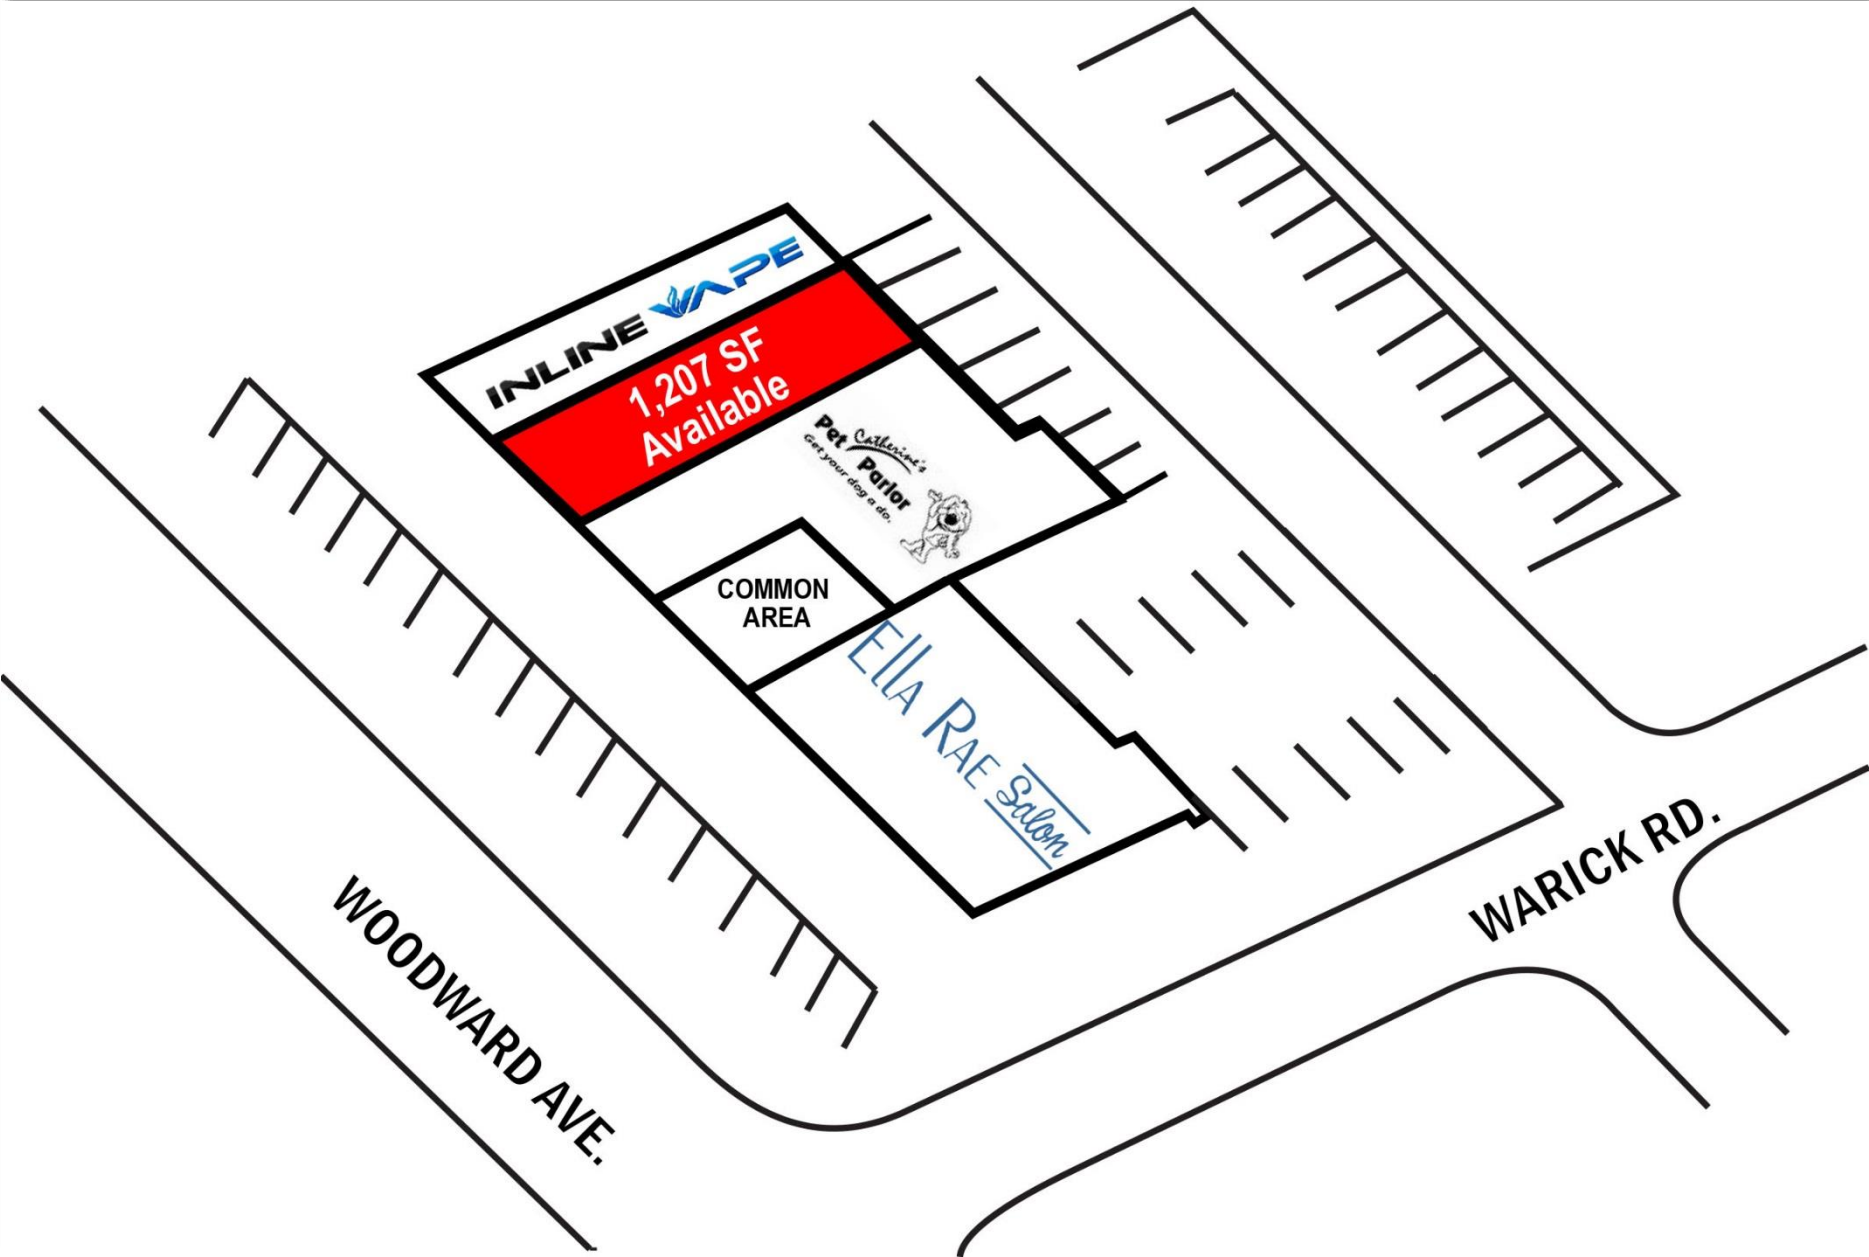 INLINE VAPE
1,207 SF
Available
Catherine's
Pet Parlor
Get your dog a do.
COMMON
AREA
Ella Rae
Salon
WOODWARD AVE.
WARICK RD.